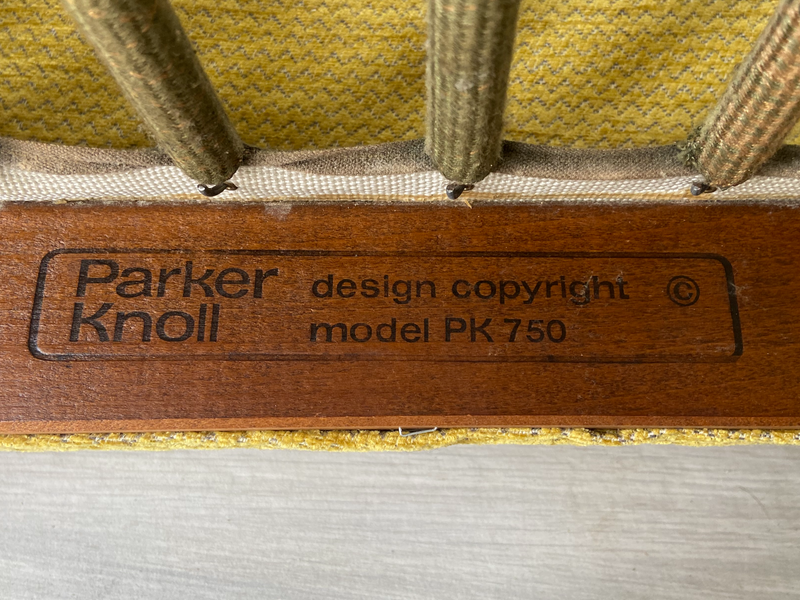 Parker
Knoll
design copyright ©
model PK 750